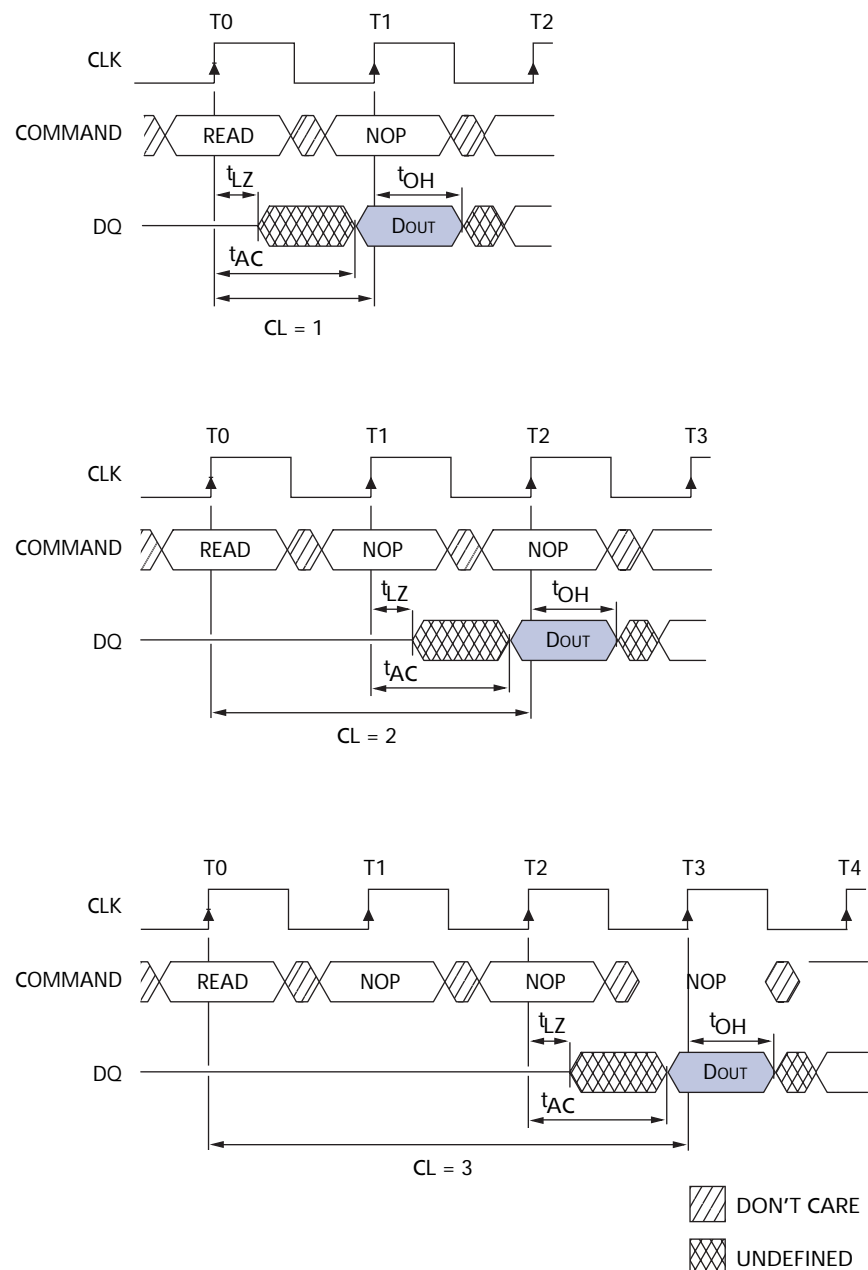 T0 T1 T2
CLK
COMMAND READ NOP
tLZ tOH
DQ DOUT
tAC
CL = 1
T0 T1 T2 T3
CLK
COMMAND READ NOP NOP
tLZ tOH
DQ DOUT
tAC
CL = 2
T0 T1 T2 T3 T4
CLK
COMMAND READ NOP NOP NOP
tLZ tOH
DQ DOUT
tAC
CL = 3
DON'T CARE
UNDEFINED